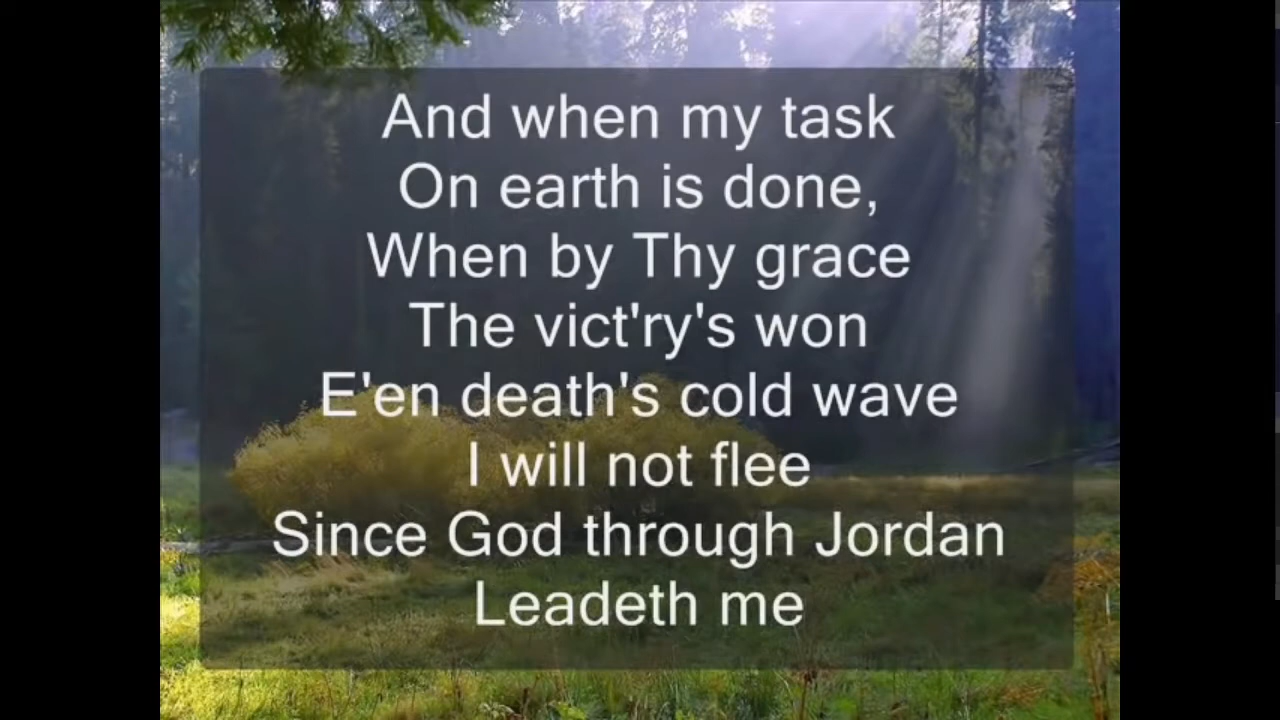 And when my task
On earth is done,
When by Thy grace
The vict'ry's won
E'en death's cold wave
I will not flee
Since God through Jordan
Leadeth me